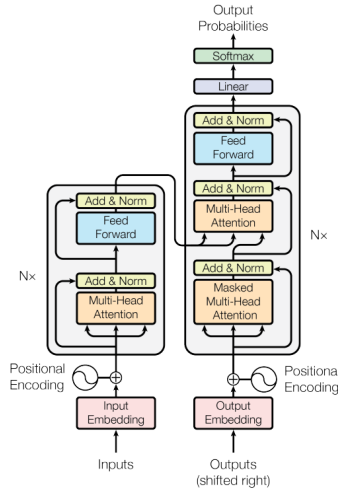 Output
Probabilities
Softmax
Linear
Add & Norm
Feed
Forward
Add & Norm
Multi-Head
Attention
Add & Norm
Masked
Multi-Head
Attention
Nx
Add & Norm
Feed
Forward
Add & Norm
Multi-Head
Attention
N×
Positional
Encoding
Positional
Encoding
Input
Embedding
Output
Embedding
Inputs
Outputs
(shifted right)